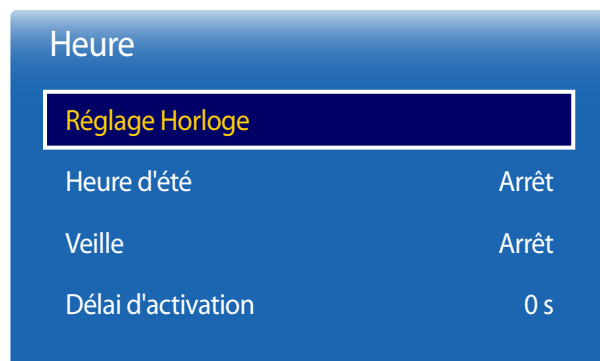 Heure
Réglage Horloge
Heure d'été Arrêt
Veille Arrêt
Délai d'activation 0 s